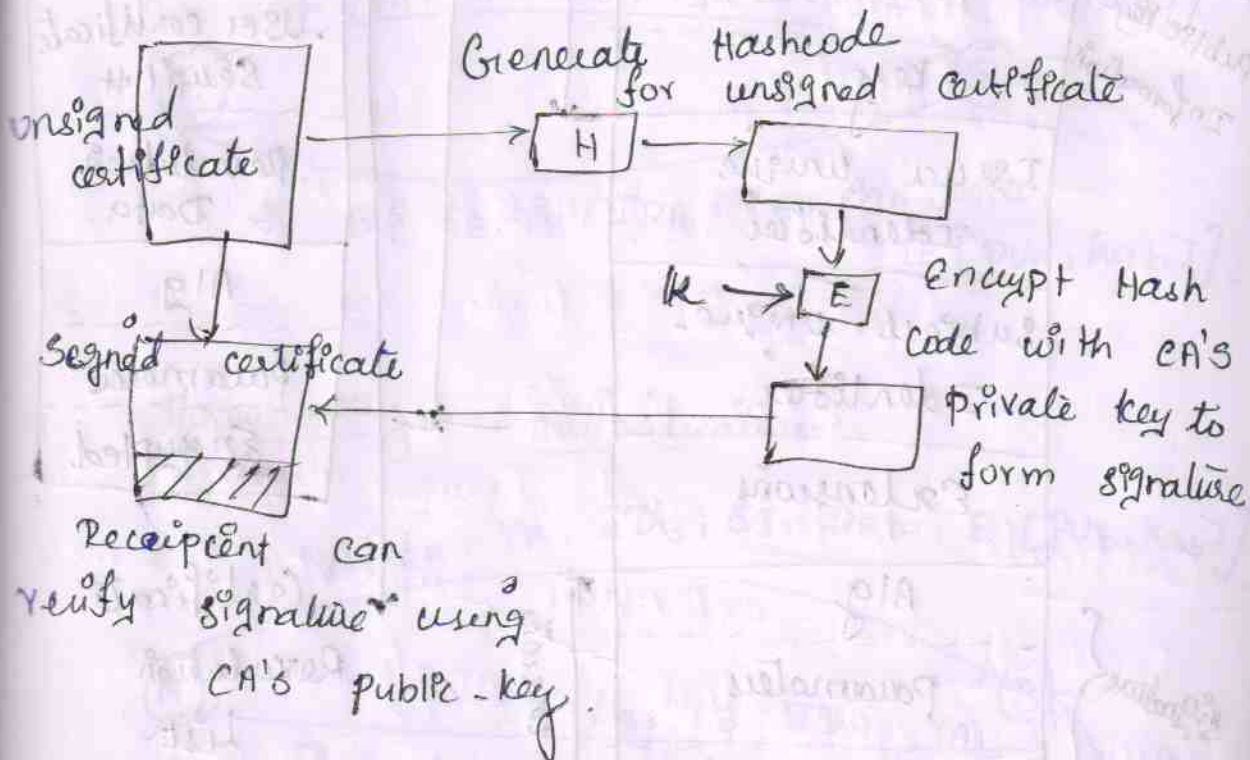 Generate Hashcode
for unsigned certificate
unsigned
certificate
H
K
E
Encrypt Hash
code with CA's
private key to
form signature
Signed certificate
Receipcent can
verify signature using
CA's public-key.